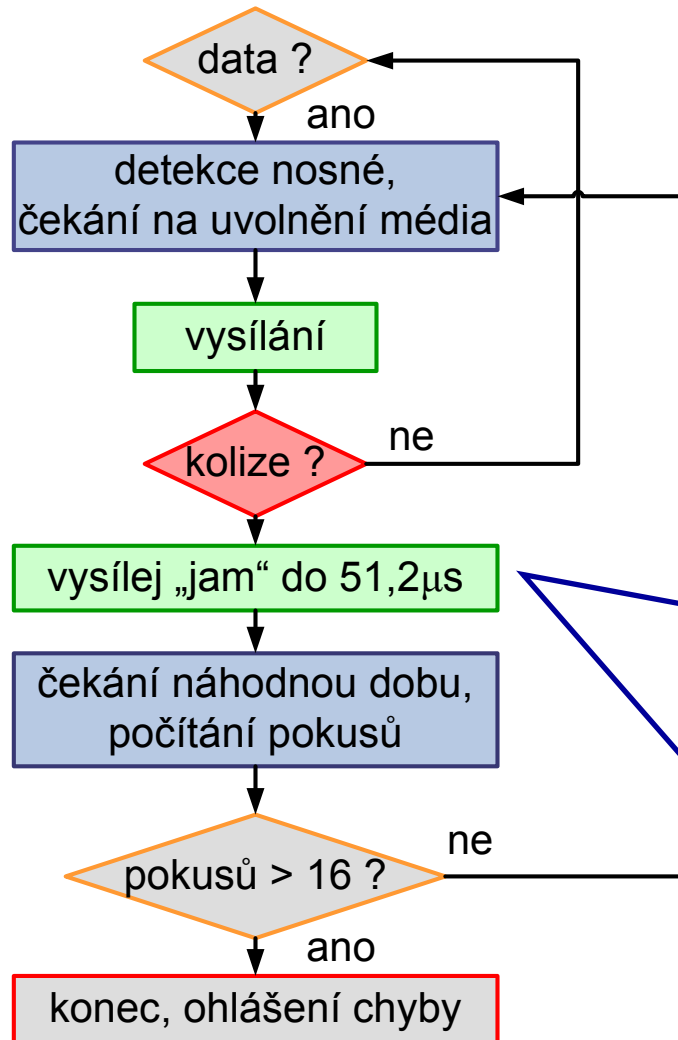 data ?
ano
detekce nosné,
čekání na uvolnění média
vysílání
ne
kolize ?
vysílej „jam“ do 51,2μs
čekání náhodnou dobu,
počítání pokusů
ne
pokusů > 16 ?
ano
konec, ohlášení chyby